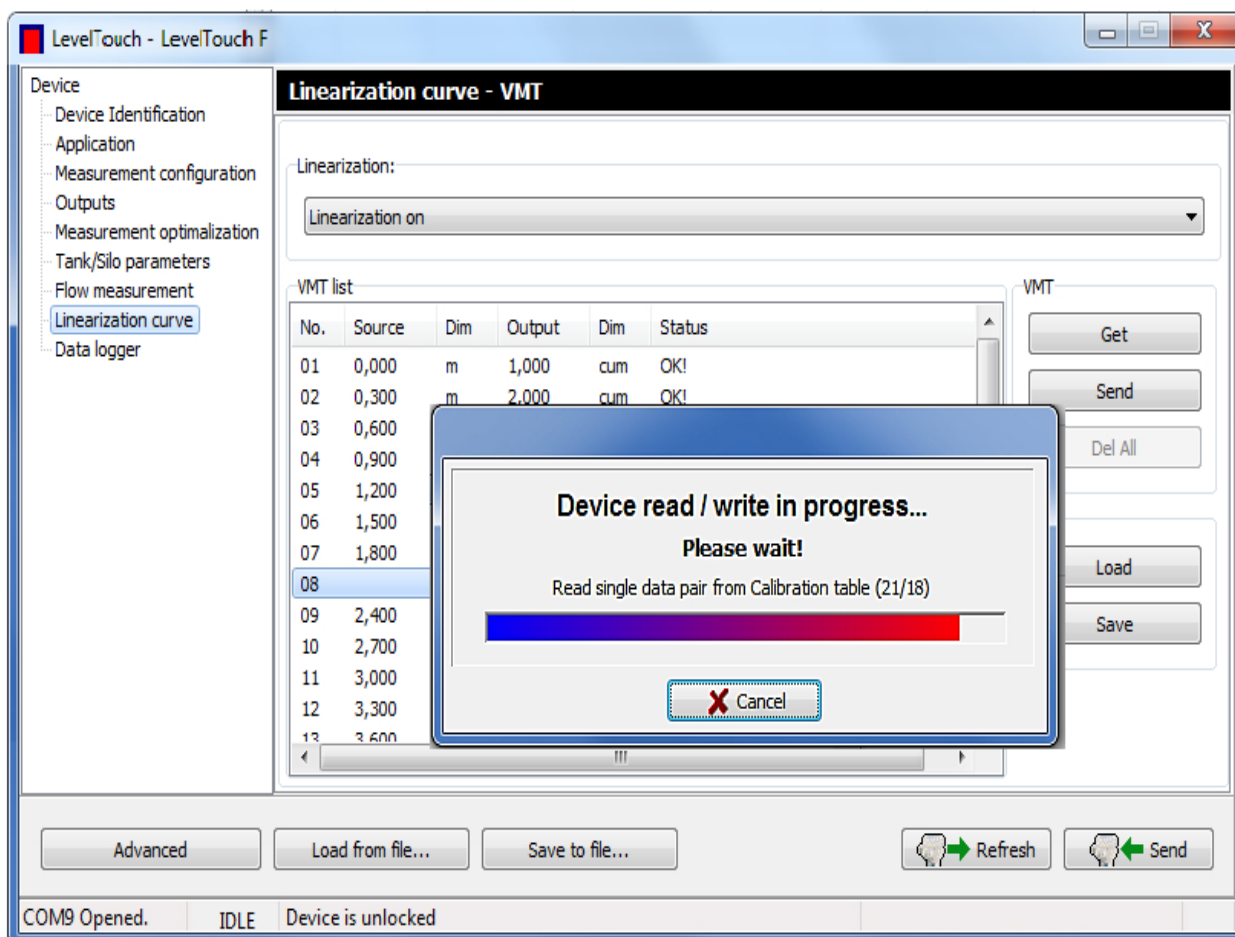 LevelTouch - LevelTouch F
Device
Device Identification
Application
Measurement configuration
Outputs
Measurement optimalization
Tank/Silo parameters
Flow measurement
Linearization curve
Data logger
Linearization curve - VMT
Linearization:
Linearization on
VMT list
No. Source Dim Output Dim Status
01 0,000 m 1,000 cum OK!
02 0,300 m 2,000 cum OK!
03 0,600
04 0,900
05 1,200
06 1,500
07 1,800
08
09 2,400
10 2,700
11 3,000
12 3,300
13 3,600
VMT
Get
Send
Del All
Load
Save
Device read / write in progress...
Please wait!
Read single data pair from Calibration table (21/18)
Cancel
Advanced
Load from file...
Save to file...
Refresh
Send
COM9 Opened. IDLE Device is unlocked